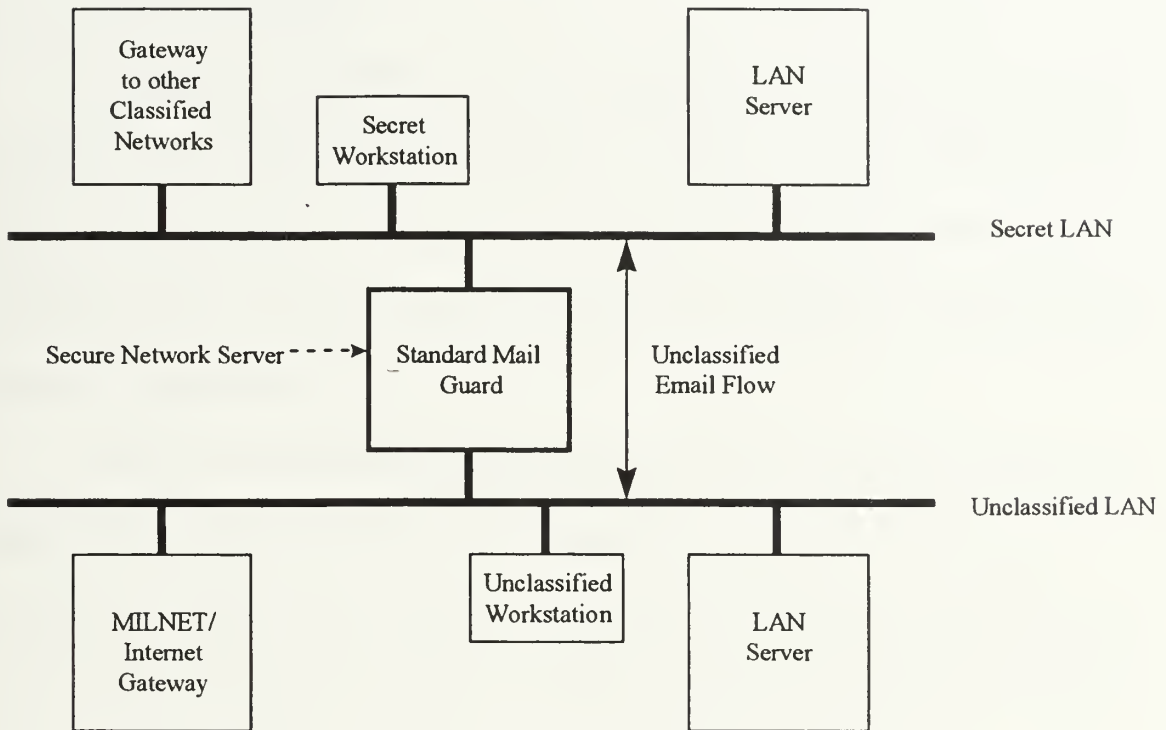 Gateway
to other
Classified
Networks
Secret
Workstation
LAN
Server
Secret LAN
Secure Network Server
Standard Mail
Guard
Unclassified
Email Flow
Unclassified LAN
MILNET/
Internet
Gateway
Unclassified
Workstation
LAN
Server